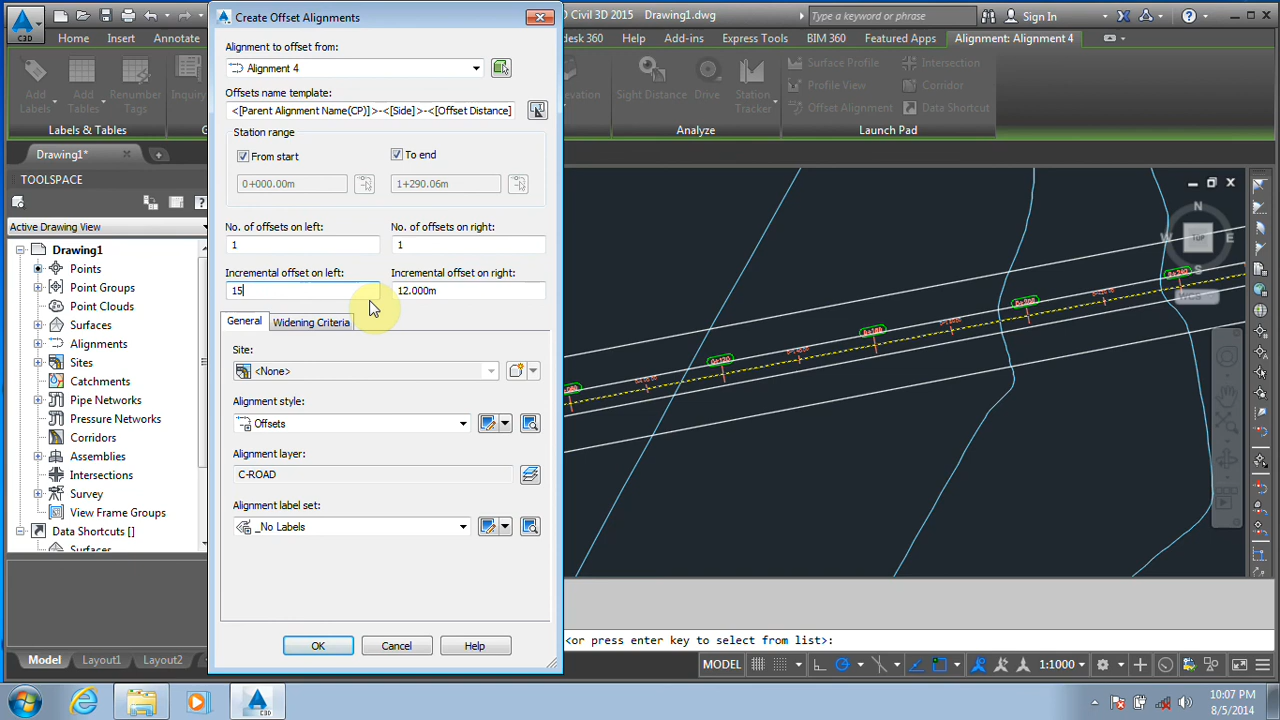 Create Offset Alignments
Civil 3D 2015 Drawing1.dwg
Type a keyword or phrase
Sign In
C3D
Home Insert Annotate
Help Add-ins Express Tools BIM 360 Featured Apps Alignment: Alignment 4
Add Labels
Add Tables
Renumber Tags
Inquiry
Labels & Tables
Sight Distance
Drive
Station Tracker
Analyze
Surface Profile
Profile View
Offset Alignment
Intersection
Corridor
Data Shortcut
Launch Pad
Alignment to offset from:
Alignment 4
Offsets name template:
<[Parent Alignment Name(CP)]>-<[Side]>-<[Offset Distance]
Station range
From start
To end
0+000.00m
1+290.06m
No. of offsets on left:
No. of offsets on right:
1
1
Incremental offset on left:
Incremental offset on right:
15
12.000m
General
Widening Criteria
Site:
<None>
Alignment style:
Offsets
Alignment layer:
C-ROAD
Alignment label set:
_No Labels
OK
Cancel
Help
Drawing1*
TOOLSPACE
Active Drawing View
Drawing1
Points
Point Groups
Point Clouds
Surfaces
Alignments
Sites
Catchments
Pipe Networks
Pressure Networks
Corridors
Assemblies
Intersections
Survey
View Frame Groups
Data Shortcuts [
Surfaces
N
W
TOP
E
S
0+120
<or press enter key to select from list>:
Model Layout1 Layout2
MODEL
1:1000
10:07 PM
8/5/2014